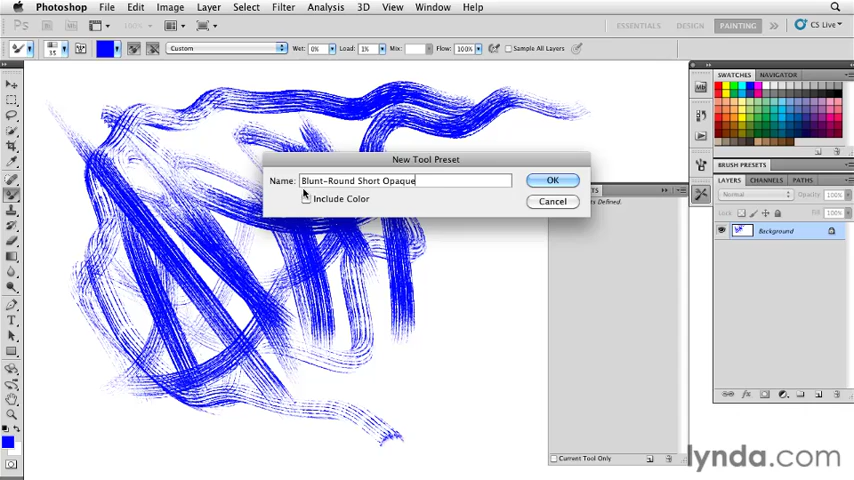 Photoshop File Edit Image Layer Select Filter Analysis 3D View Window Help
ESSENTIALS DESIGN PAINTING CS Live
15 Custom Wet: 0% Load: 1% Mix: Flow: 100% Sample All Layers
SWATCHES NAVIGATOR
New Tool Preset
Name: Blunt-Round Short Opaque OK
Include Color Cancel
BRUSH PRESETS
LAYERS CHANNELS PATHS
Normal Opacity: 100%
s Defined.
Lock: Fill: 100%
Background
Current Tool Only
lynda.com